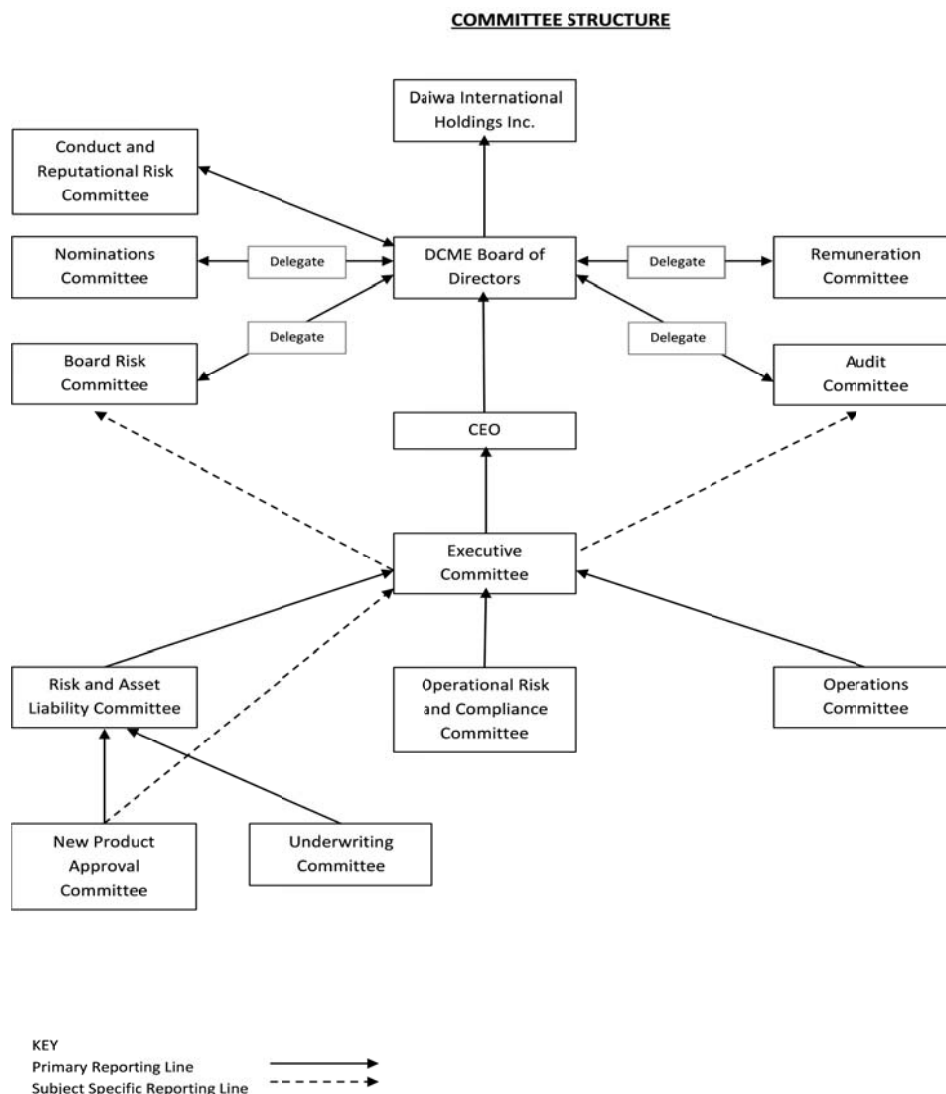 COMMITTEE STRUCTURE
Daiwa International
Holdings Inc.
Conduct and
Reputational Risk
Committee
Nominations
Committee
Delegate
DCME Board of
Directors
Delegate
Remuneration
Committee
Delegate
Delegate
Board Risk
Committee
Audit
Committee
CEO
Executive
Committee
Risk and Asset
Liability Committee
Operational Risk
and Compliance
Committee
Operations
Committee
New Product
Approval
Committee
Underwriting
Committee
KEY
Primary Reporting Line
Subject Specific Reporting Line